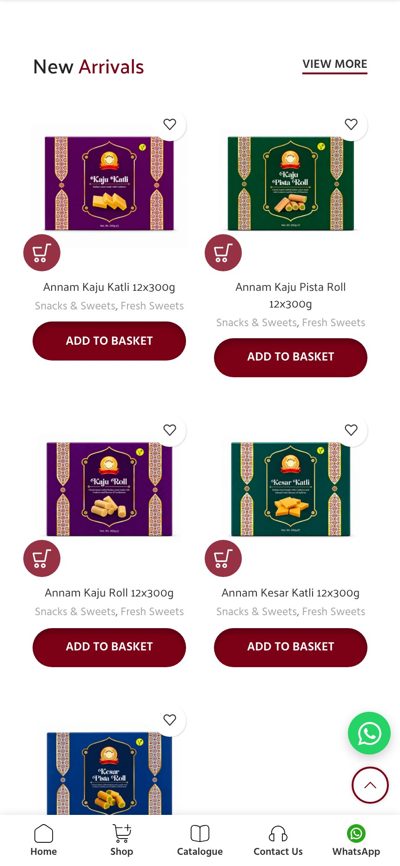 New Arrivals
VIEW MORE
Kaju Katli
Kaju
Pista Roll
Annam Kaju Katli 12x300g
Snacks & Sweets, Fresh Sweets
ADD TO BASKET
Annam Kaju Pista Roll
12x300g
Snacks & Sweets, Fresh Sweets
ADD TO BASKET
Kaju Roll
Kesar Katli
Annam Kaju Roll 12x300g
Snacks & Sweets, Fresh Sweets
ADD TO BASKET
Annam Kesar Katli 12x300g
Snacks & Sweets, Fresh Sweets
ADD TO BASKET
Kesar
Pista Roll
Home
Shop
Catalogue
Contact Us
WhatsApp